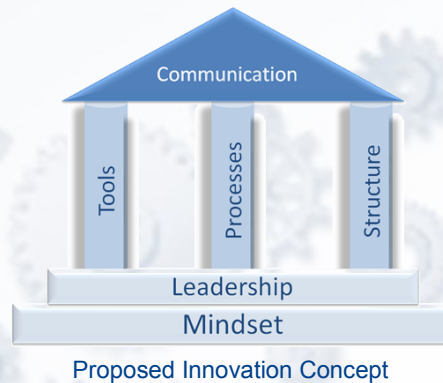 Communication
Tools
Processes
Structure
Leadership
Mindset
Proposed Innovation Concept